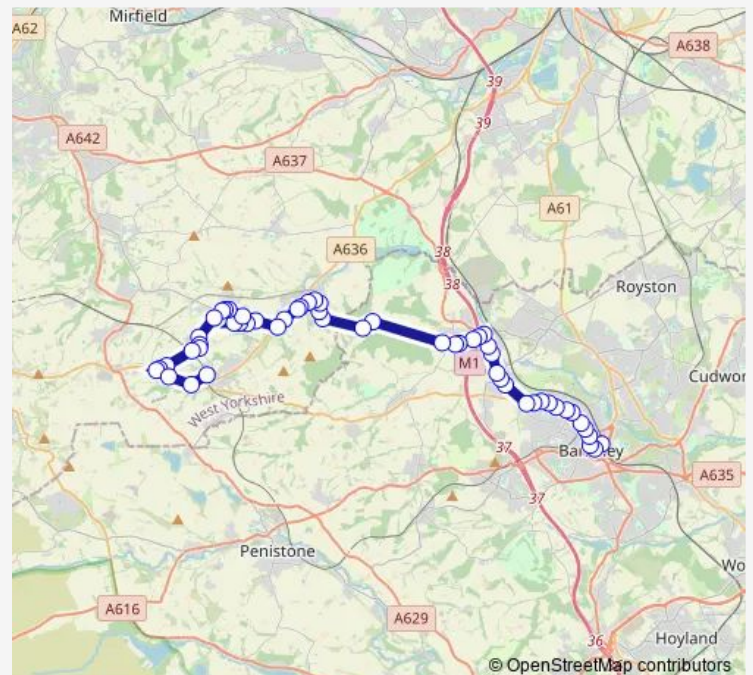 Mirfield
A62
A638
39
A642
39
A637
A61
A636
38
38
Royston
M1
Cudwor
West Yorkshire
37
A635
37
Penistone
Wo
A616
A629
36
Hoyland
© OpenStreetMap contributors